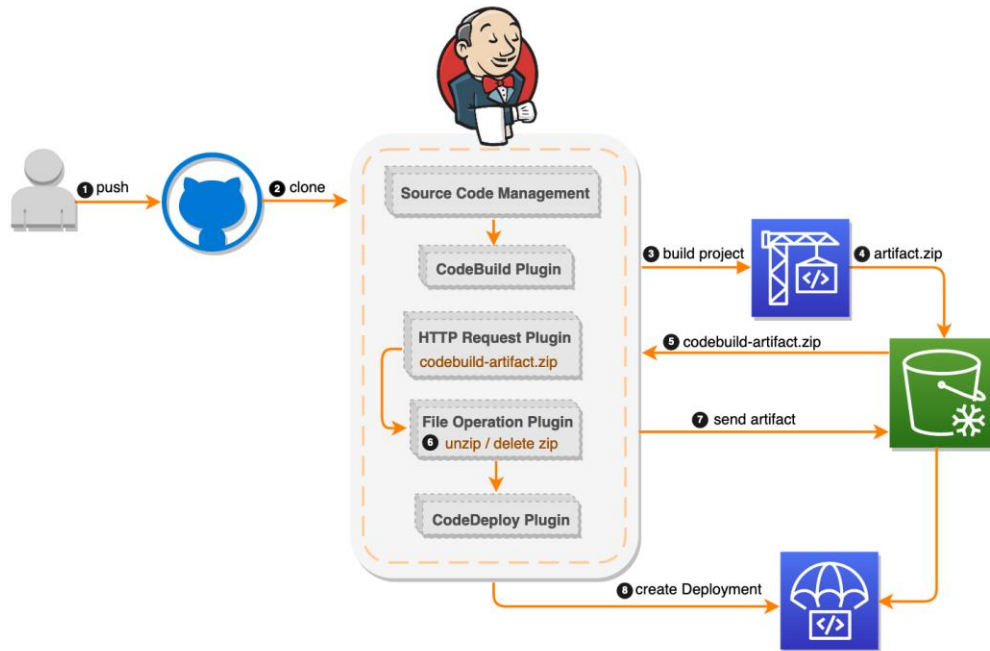 1 push
2 clone
Source Code Management
CodeBuild Plugin
HTTP Request Plugin
codebuild-artifact.zip
File Operation Plugin
6 unzip / delete zip
CodeDeploy Plugin
3 build project
</>
4 artifact.zip
5 codebuild-artifact.zip
7 send artifact
8 create Deployment
</>